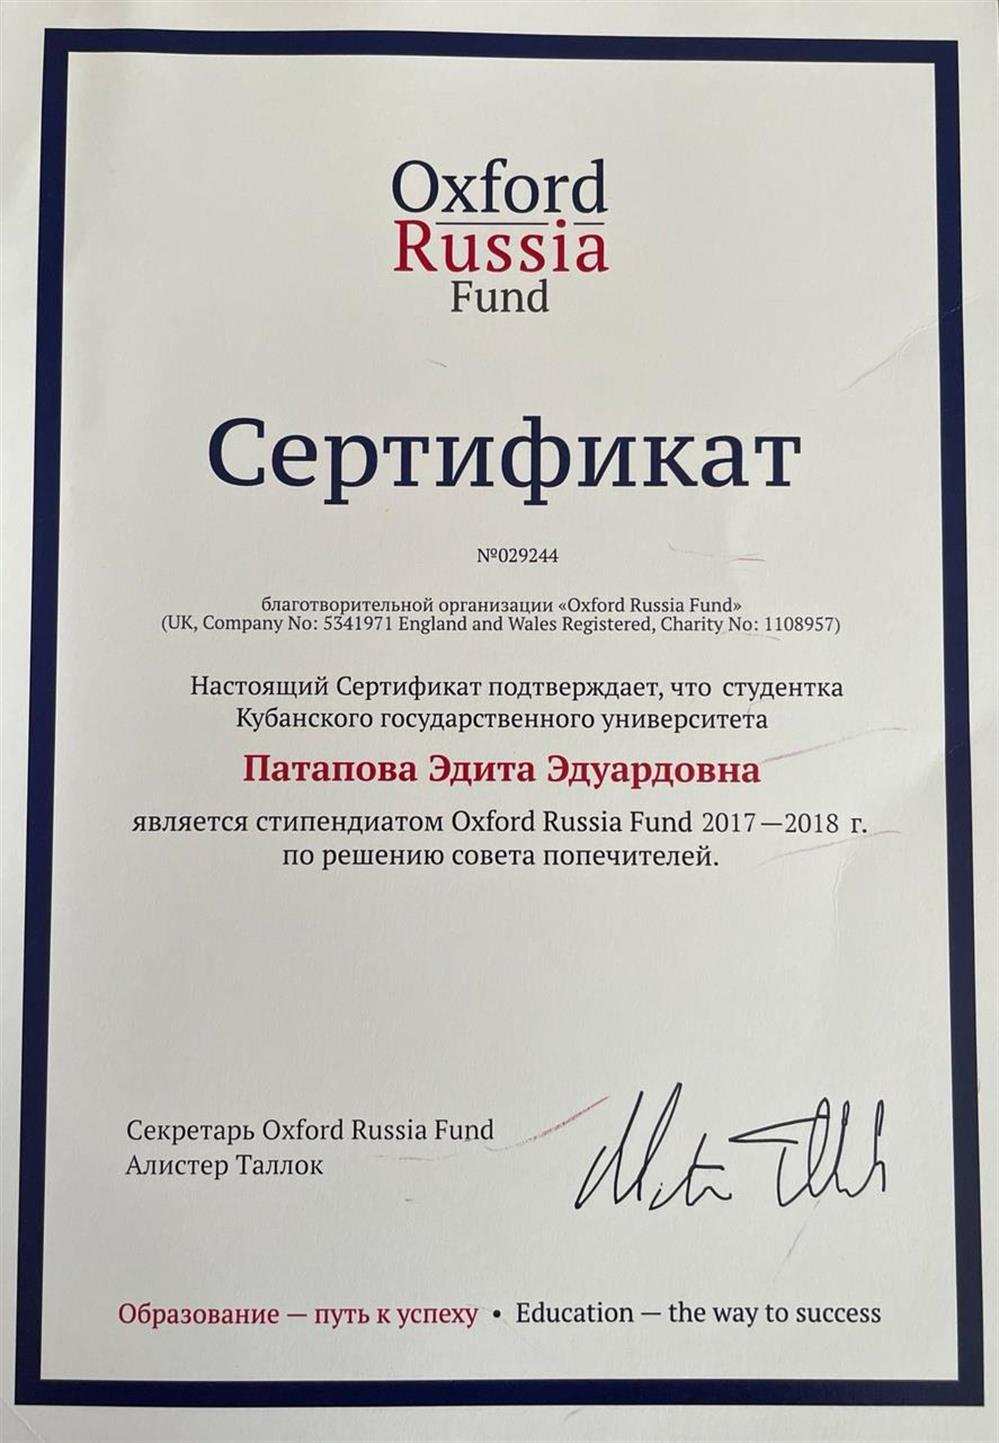 Oxford
Russia
Fund
Сертификат
№029244
благотворительной организации «Oxford Russia Fund»
(UK, Company No: 5341971 England and Wales Registered, Charity No: 1108957)
Настоящий Сертификат подтверждает, что студентка
Кубанского государственного университета
Патапова Эдита Эдуардовна
является стипендиатом Oxford Russia Fund 2017—2018 г.
по решению совета попечителей.
Секретарь Oxford Russia Fund
Алистер Таллок
Образование — путь к успеху • Education — the way to success